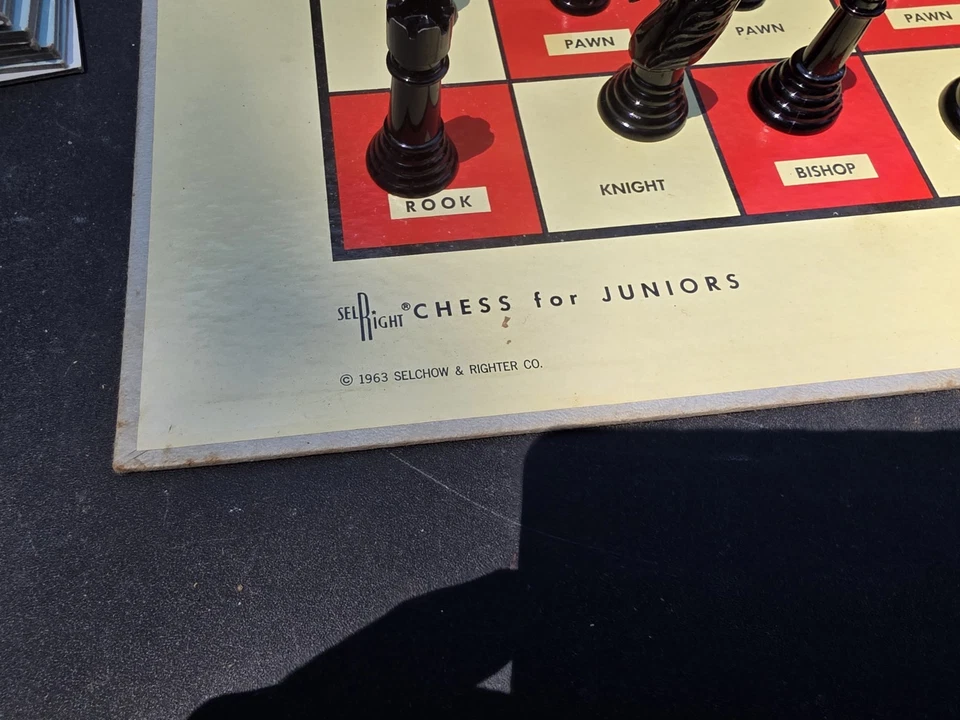 PAWN PAWN PAWN
ROOK KNIGHT BISHOP
SELRIGHT® CHESS for JUNIORS
© 1963 SELCHOW & RIGHTER CO.